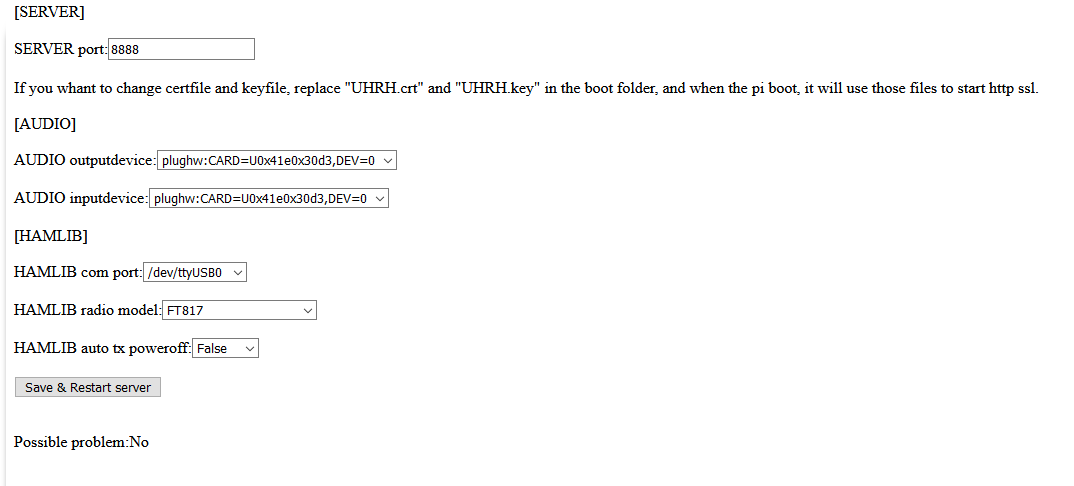 [SERVER]
SERVER port:8888
If you whant to change certfile and keyfile, replace "UHRH.crt" and "UHRH.key" in the boot folder, and when the pi boot, it will use those files to start http ssl.
[AUDIO]
AUDIO outputdevice:plughw:CARD=U0x41e0x30d3,DEV=0
AUDIO inputdevice:plughw:CARD=U0x41e0x30d3,DEV=0
[HAMLIB]
HAMLIB com port:/dev/ttyUSB0
HAMLIB radio model:FT817
HAMLIB auto tx poweroff:False
Save & Restart server
Possible problem:No